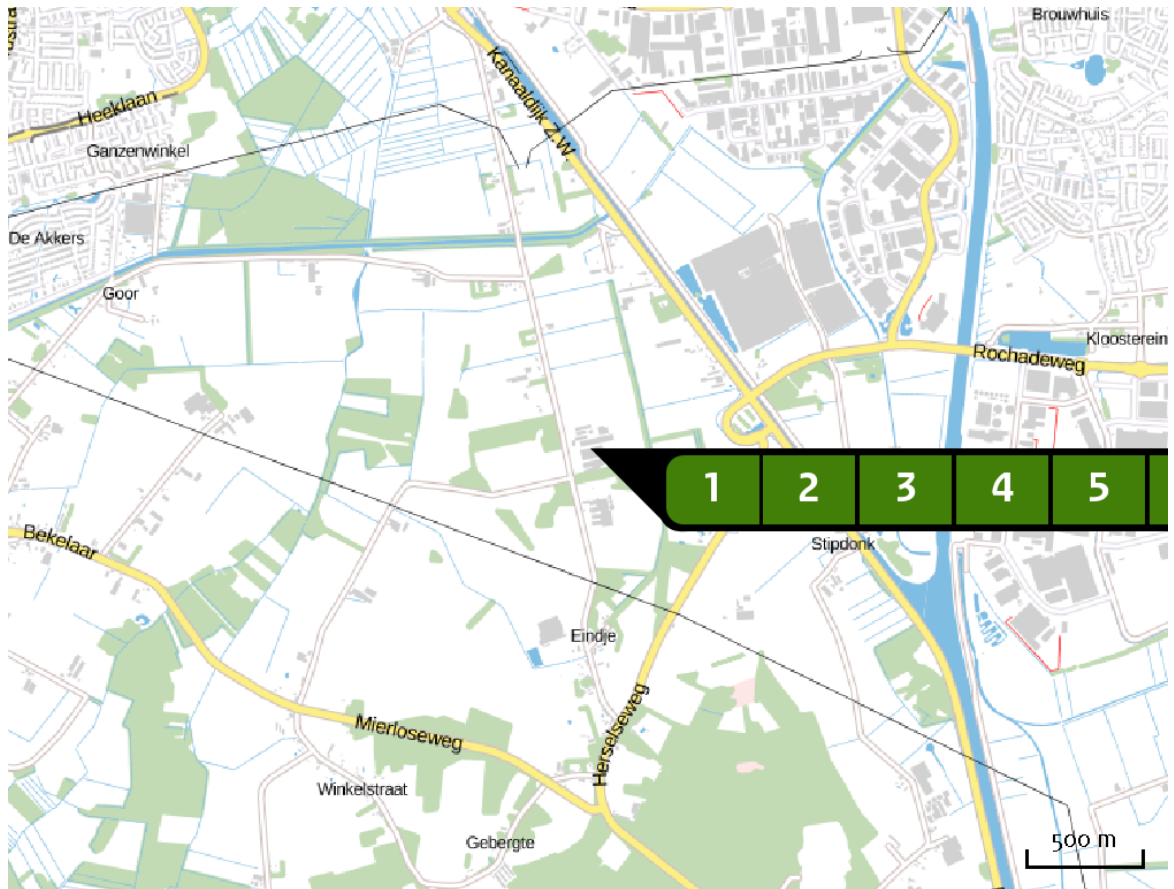 Brouwhuis
Kanaaldijk Z.W
Heeklaan
Ganzenwinkel
De Akkers
Goor
Kloosterein
Rochadeweg
1 2 3 4 5
Bekelaar
Stipdonk
Eindje
Herselseweg
Mierloseweg
Winkelstraat
Gebergte
500 m